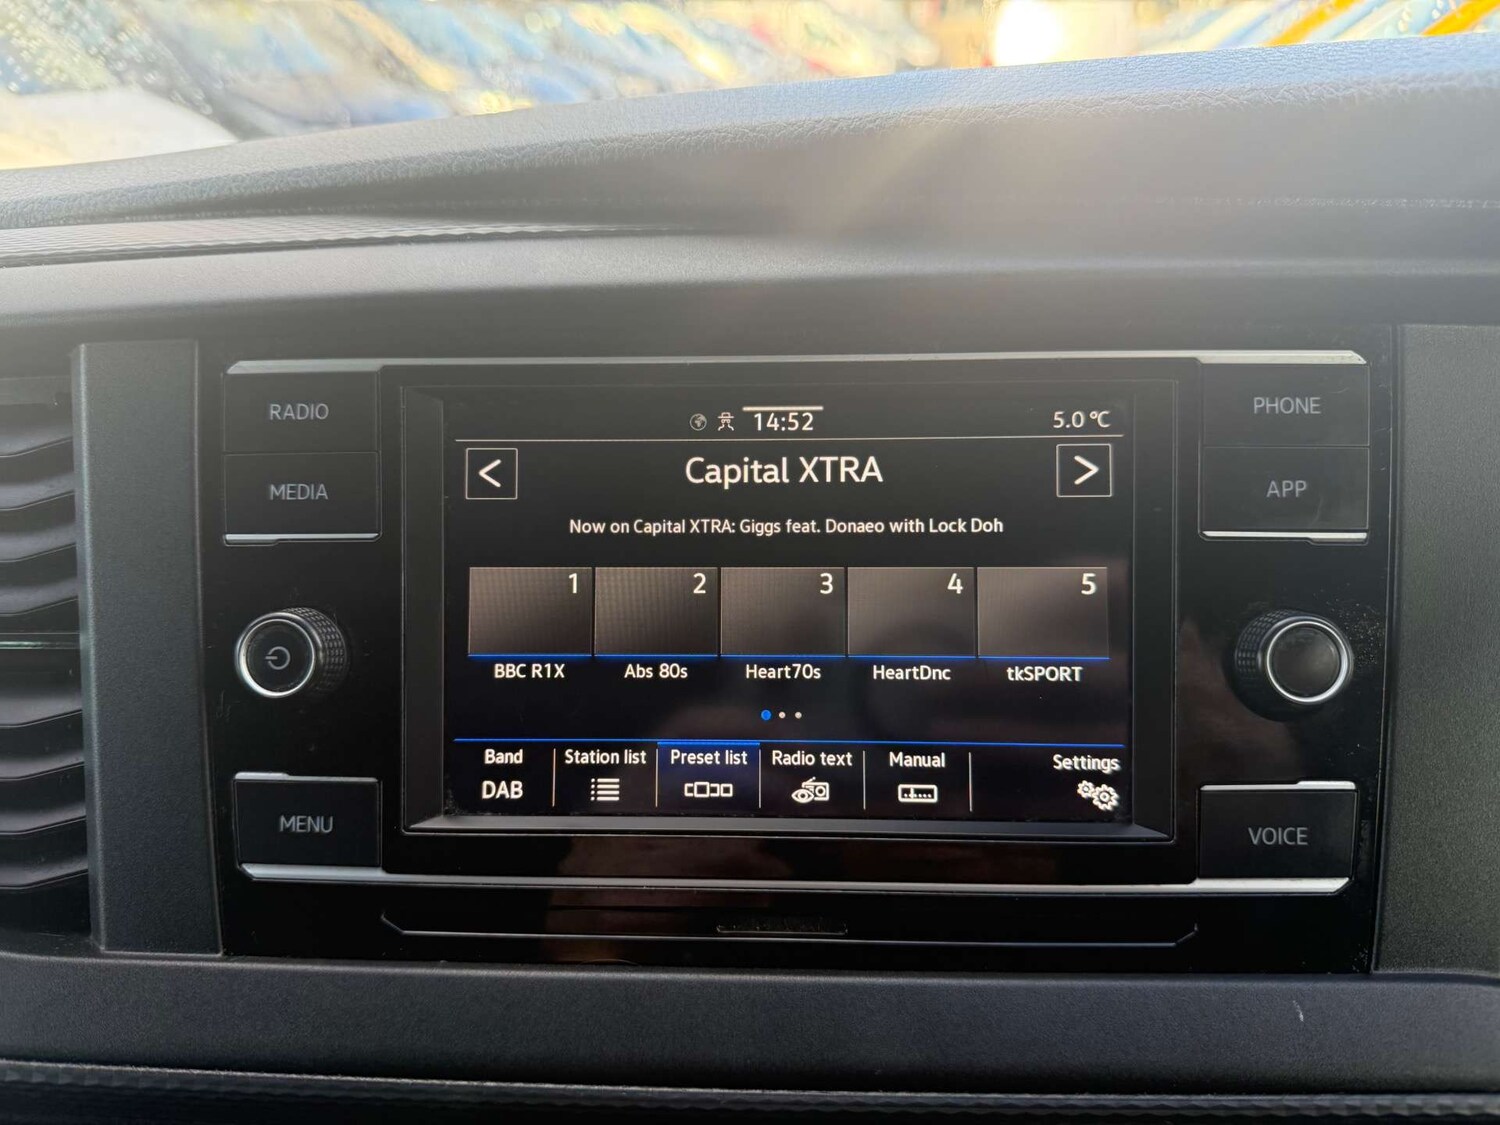 RADIO
MEDIA
MENU
14:52
5.0 °C
<
Capital XTRA
>
Now on Capital XTRA: Giggs feat. Donaeo with Lock Doh
1
2
3
4
5
BBC R1X
Abs 80s
Heart70s
HeartDnc
tkSPORT
Band
DAB
Station list
Preset list
Radio text
Manual
Settings
PHONE
APP
VOICE